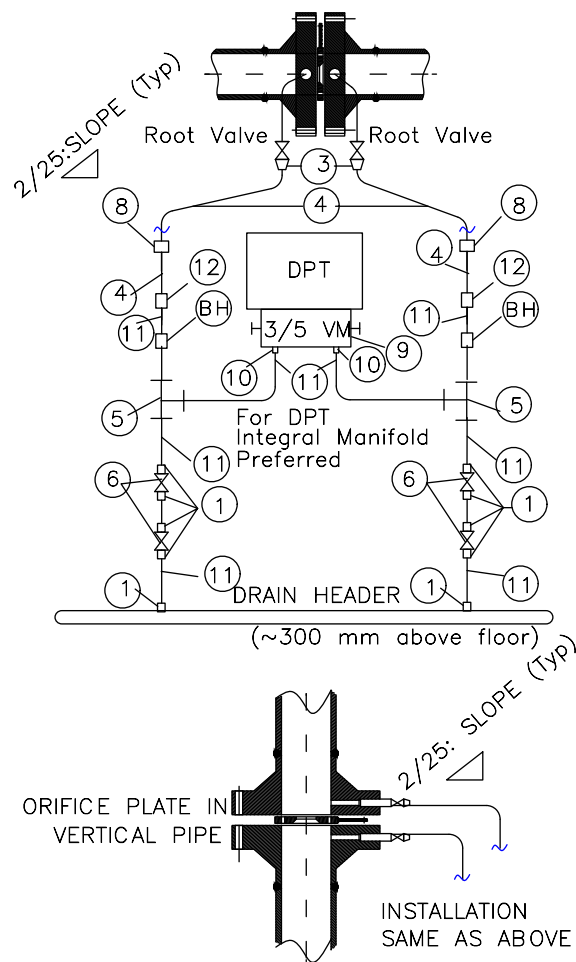 2/25:SLOPE (Typ)
Root Valve
Root Valve
3
4
8
8
4
4
12
DPT
12
11
11
BH
3/5 VM
BH
9
10
11
10
5
5
For DPT
Integral Manifold
Preferred
11
11
6
1
6
1
11
11
1
DRAIN HEADER
1
(~300 mm above floor)
2/25: SLOPE (Typ)
ORIFICE PLATE IN
VERTICAL PIPE
INSTALLATION
SAME AS ABOVE